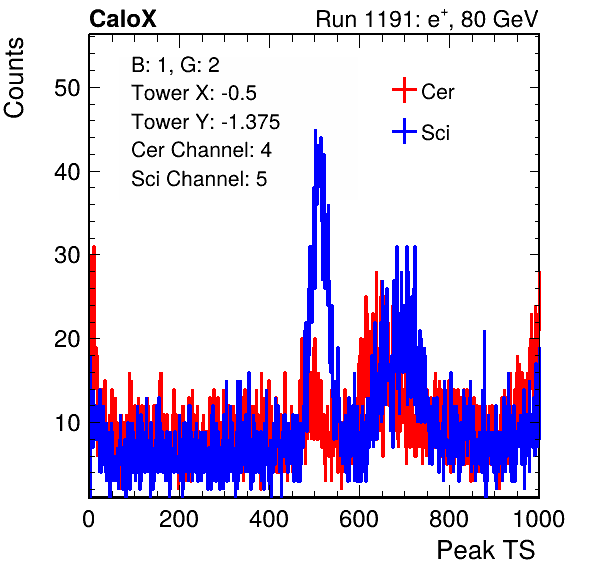 CaloX Run 1191: e⁺, 80 GeV
Counts
B: 1, G: 2
Tower X: -0.5
Tower Y: -1.375
Cer Channel: 4
Sci Channel: 5
Cer
Sci
50
40
30
20
10
0 200 400 600 800 1000
Peak TS